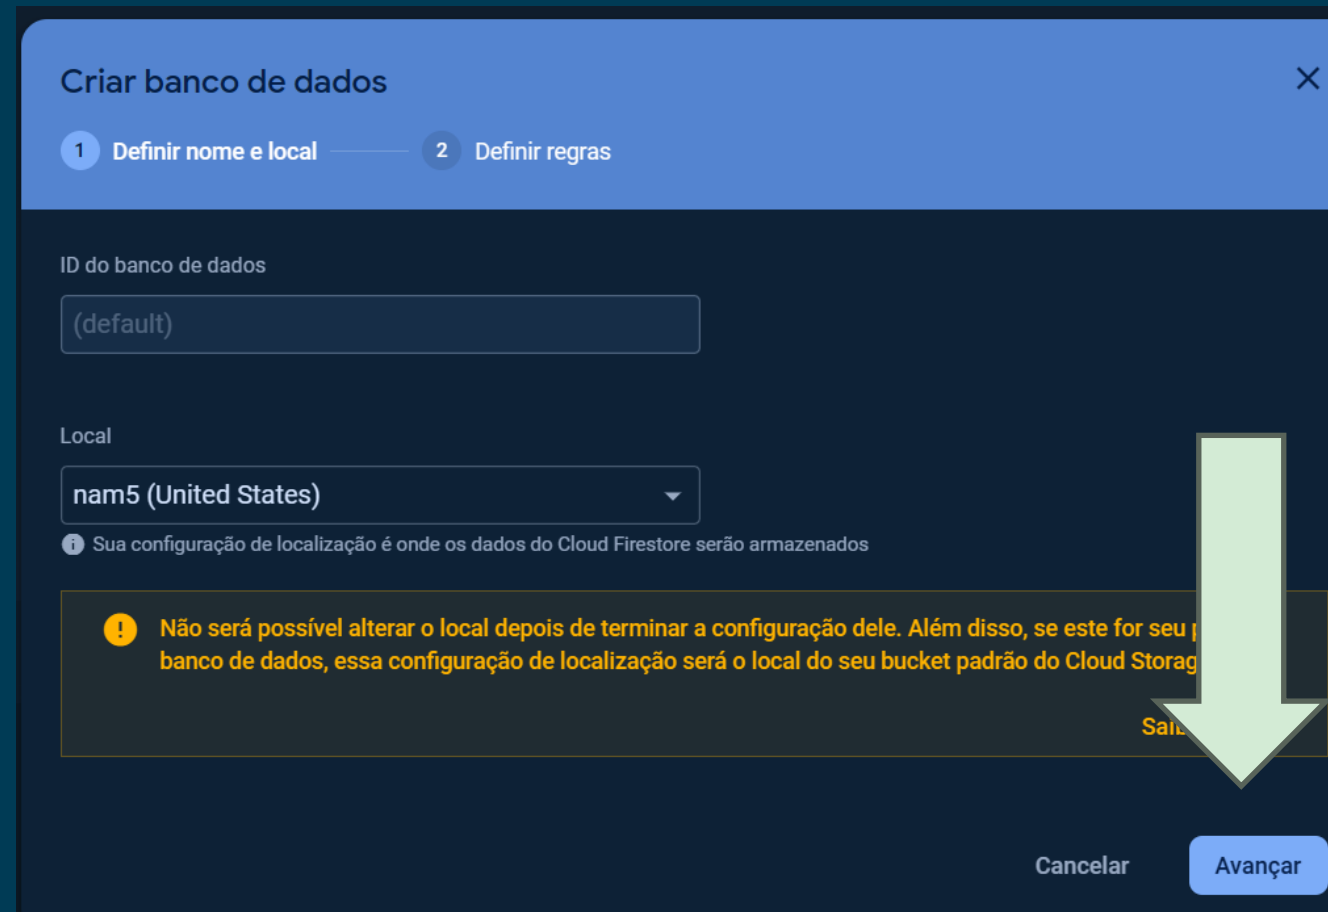 Criar banco de dados
1 Definir nome e local 2 Definir regras
ID do banco de dados
(default)
Local
nam5 (United States)
Sua configuração de localização é onde os dados do Cloud Firestore serão armazenados
Não será possível alterar o local depois de terminar a configuração dele. Além disso, se este for seu
banco de dados, essa configuração de localização será o local do seu bucket padrão do Cloud
Cancelar Avançar